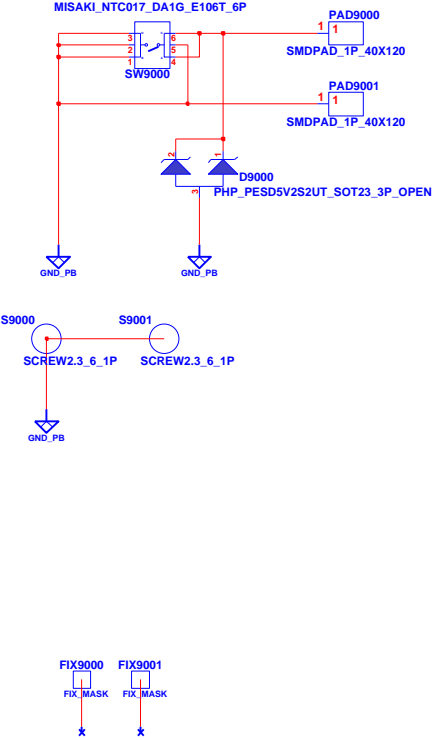 MISAKI_NTC017_DA1G_E106T_6P
PAD9000
3
6
1
1
2
5
SMDPAD_1P_40X120
1
4
SW9000
PAD9001
1
1
SMDPAD_1P_40X120
2
1
D9000
3
PHP_PESD5V2S2UT_SOT23_3P_OPEN
GND_PB
GND_PB
S9000
S9001
SCREW2.3_6_1P
SCREW2.3_6_1P
GND_PB
FIX9000
FIX9001
FIX_MASK
FIX_MASK